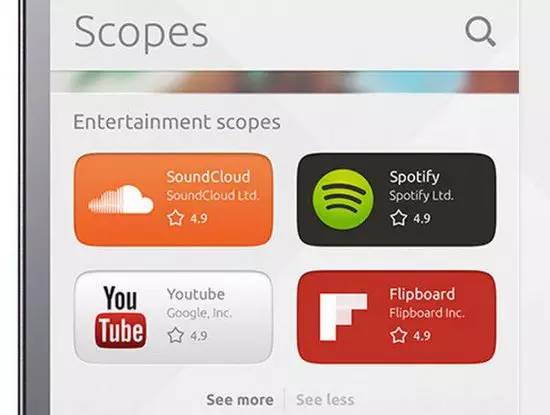 Scopes
Entertainment scopes
SoundCloud
SoundCloud Ltd.
4.9
Spotify
Spotify Ltd.
4.9
You
Tube
Youtube
Google, Inc.
4.9
Flipboard
Flipboard Inc.
4.9
See more
See less